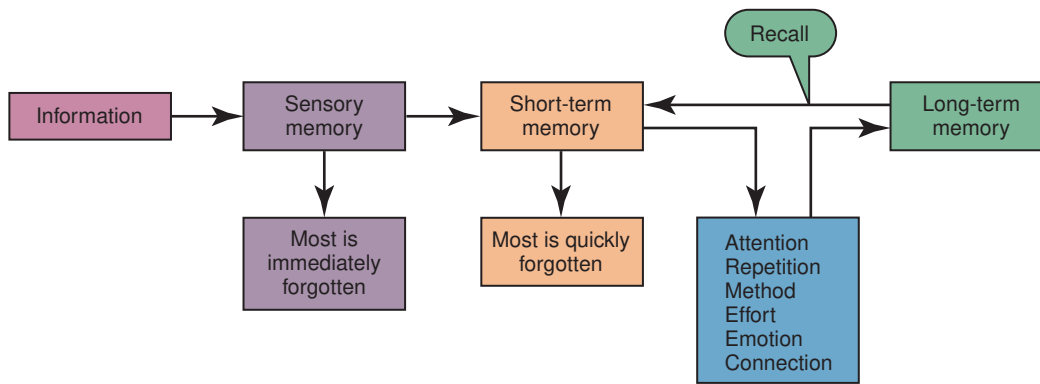 Recall
Information
Sensory
memory
Short-term
memory
Long-term
memory
Most is
immediately
forgotten
Most is quickly
forgotten
Attention
Repetition
Method
Effort
Emotion
Connection